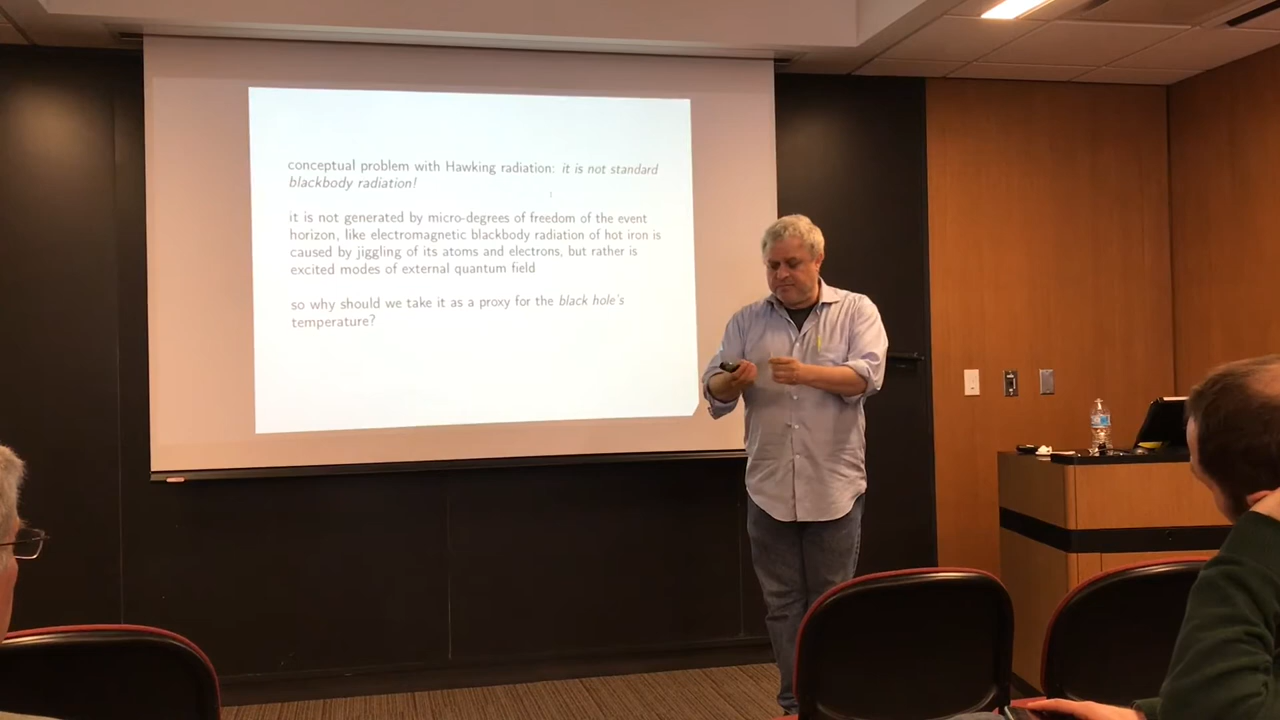 conceptual problem with Hawking radiation: it is not standard
blackbody radiation!
it is not generated by micro-degrees of freedom of the event
horizon, like electromagnetic blackbody radiation of hot iron is
caused by jiggling of its atoms and electrons, but rather is
excited modes of external quantum field
so why should we take it as a proxy for the black hole's
temperature?